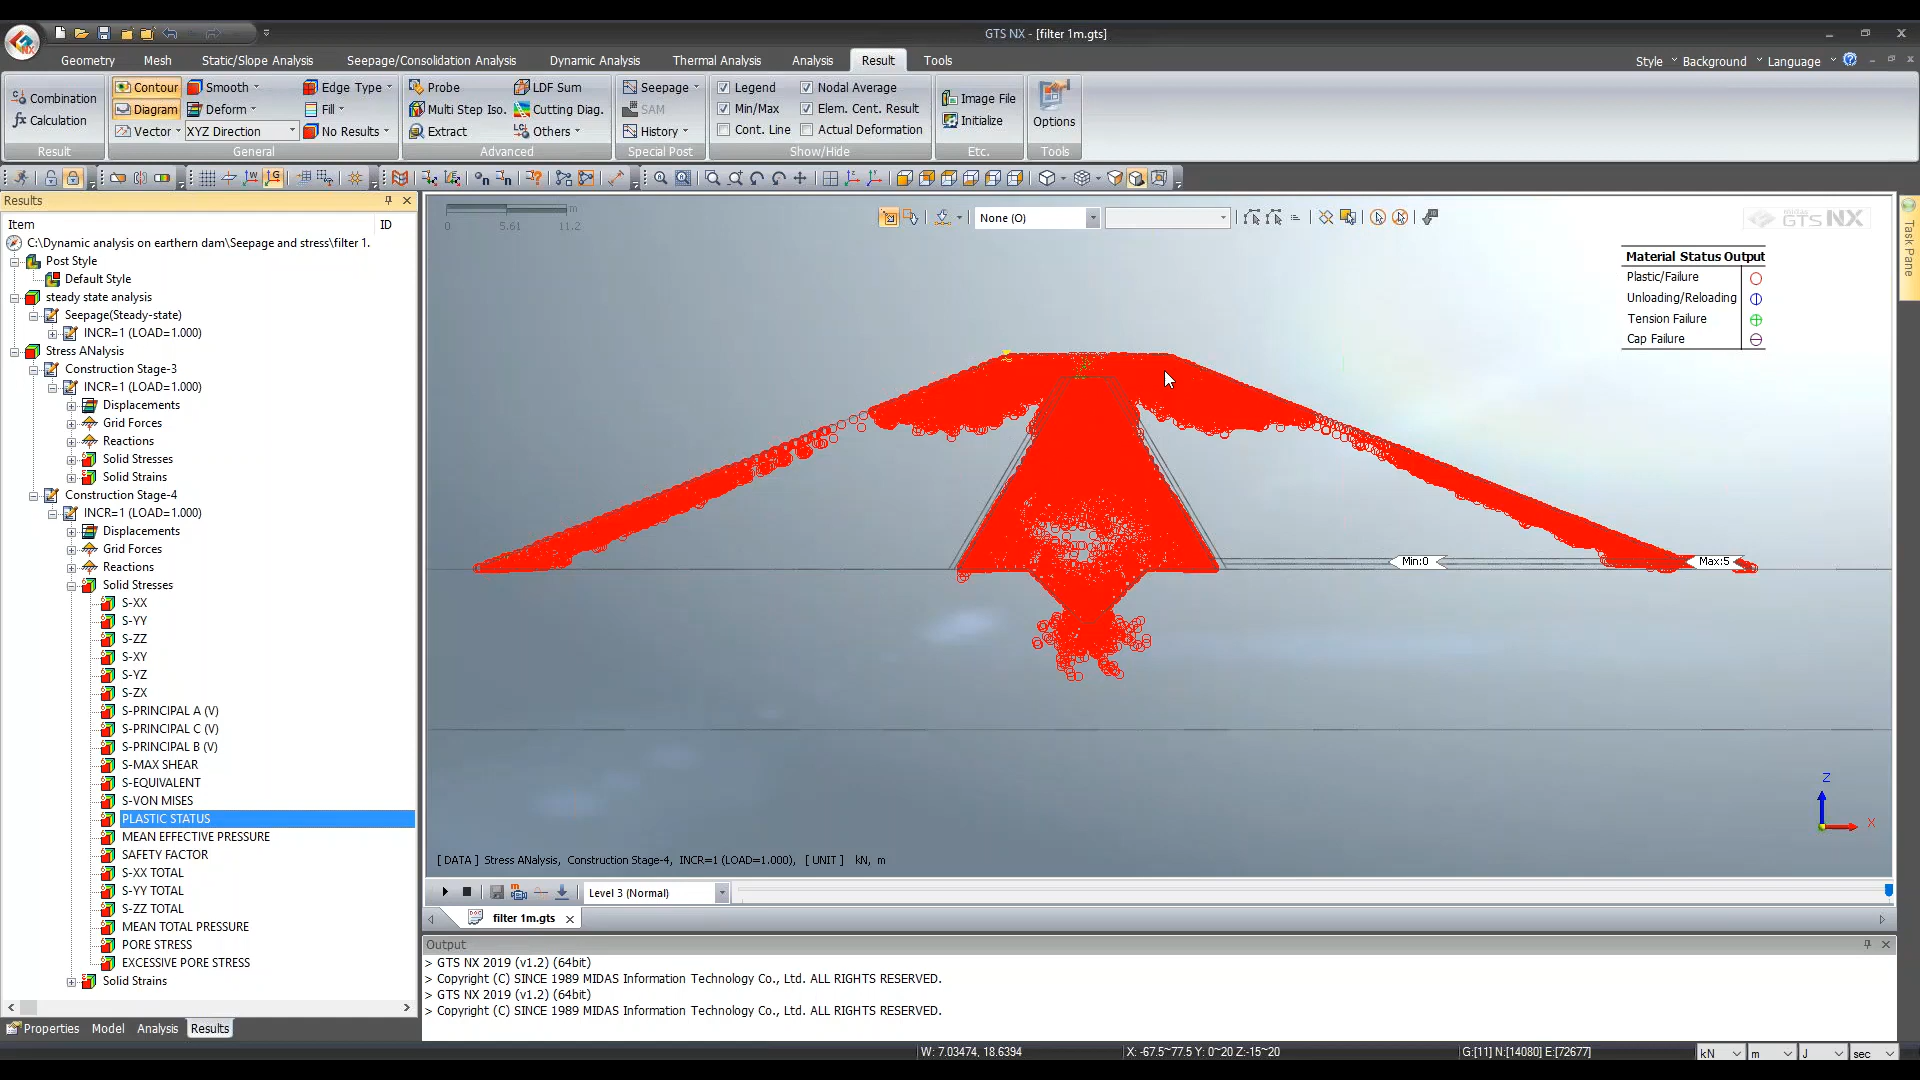 GTS NX - [filter 1m.gts]
Geometry Mesh Static/Slope Analysis Seepage/Consolidation Analysis Dynamic Analysis Thermal Analysis Analysis Result Tools
Style Background Language
Combination
Calculation
Result
Contour Smooth Edge Type
Diagram Deform Fill
Vector XYZ Direction No Results
General
Probe LDF Sum
Multi Step Iso. Cutting Diag.
Extract Others
Advanced
Seepage
SAM
History
Special Post
Legend Nodal Average
Min/Max Elem. Cent. Result
Cont. Line Actual Deformation
Show/Hide
Image File
Initialize
Etc.
Options
Tools
Results
Item ID
C:\Dynamic analysis on earthern dam\Seepage and stress\filter 1.
Post Style
Default Style
steady state analysis
Seepage(Steady-state)
INCR=1 (LOAD=1.000)
Stress ANalysis
Construction Stage-3
INCR=1 (LOAD=1.000)
Displacements
Grid Forces
Reactions
Solid Stresses
Solid Strains
Construction Stage-4
INCR=1 (LOAD=1.000)
Displacements
Grid Forces
Reactions
Solid Stresses
S-XX
S-YY
S-ZZ
S-XY
S-YZ
S-ZX
S-PRINCIPAL A (V)
S-PRINCIPAL C (V)
S-PRINCIPAL B (V)
S-MAX SHEAR
S-EQUIVALENT
S-VON MISES
PLASTIC STATUS
MEAN EFFECTIVE PRESSURE
SAFETY FACTOR
S-XX TOTAL
S-YY TOTAL
S-ZZ TOTAL
MEAN TOTAL PRESSURE
PORE STRESS
EXCESSIVE PORE STRESS
Solid Strains
Properties Model Analysis Results
m
0 5.61 11.2
None (O)
GTS NX
Task Pane
Material Status Output
Plastic/Failure
Unloading/Reloading
Tension Failure
Cap Failure
Min:0
Max:5
Z
X
[ DATA ] Stress ANalysis, Construction Stage-4, INCR=1 (LOAD=1.000), [ UNIT ] kN, m
Level 3 (Normal)
filter 1m.gts
Output
> GTS NX 2019 (v1.2) (64bit)
> Copyright (C) SINCE 1989 MIDAS Information Technology Co., Ltd. ALL RIGHTS RESERVED.
> GTS NX 2019 (v1.2) (64bit)
> Copyright (C) SINCE 1989 MIDAS Information Technology Co., Ltd. ALL RIGHTS RESERVED.
W: 7.03474, 18.6394 X: -67.5~77.5 Y: 0~20 Z:-15~20 G:[11] N:[14080] E:[72677] kN m J sec